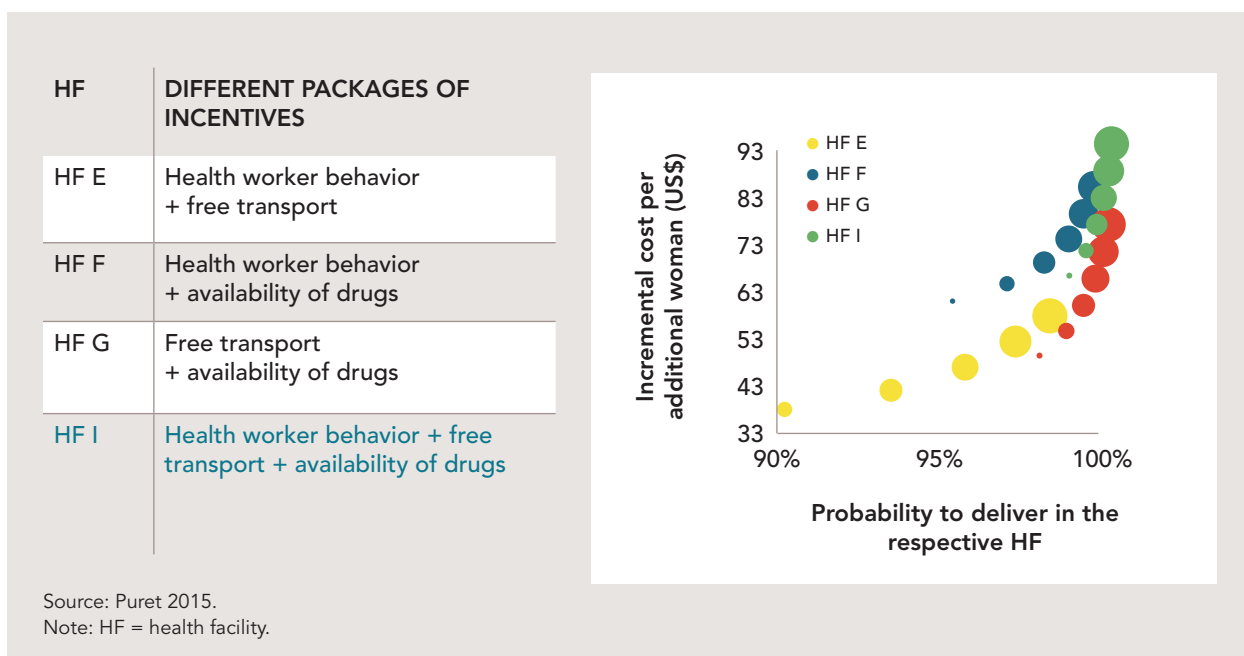 HF
DIFFERENT PACKAGES OF
INCENTIVES
HF E
Health worker behavior
+ free transport
HF F
Health worker behavior
+ availability of drugs
HF G
Free transport
+ availability of drugs
HF I
Health worker behavior + free
transport + availability of drugs
Incremental cost per
additional woman (US$)
93
83
73
63
53
43
33
HF E
HF F
HF G
HF I
90%
95%
100%
Probability to deliver in the
respective HF
Source: Puret 2015.
Note: HF = health facility.